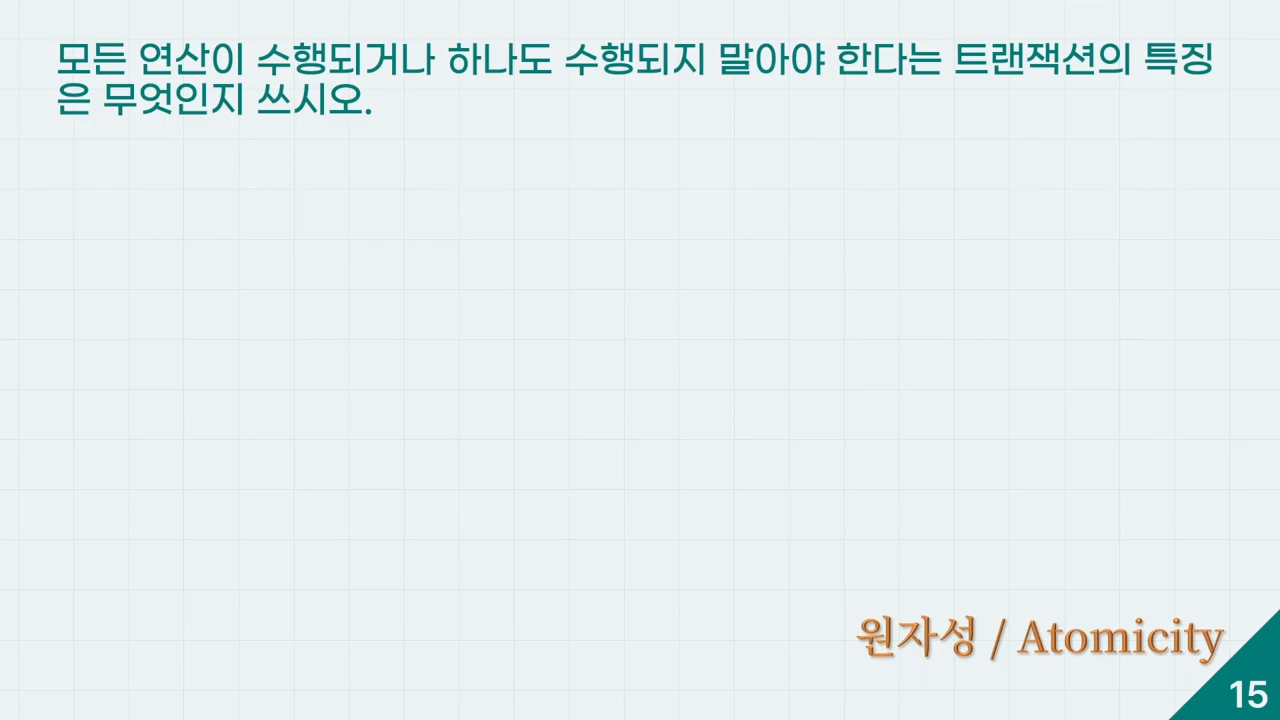 모든 연산이 수행되거나 하나도 수행되지 말아야 한다는 트랜잭션의 특징
은 무엇인지 쓰시오.
원자성 / Atomicity
15